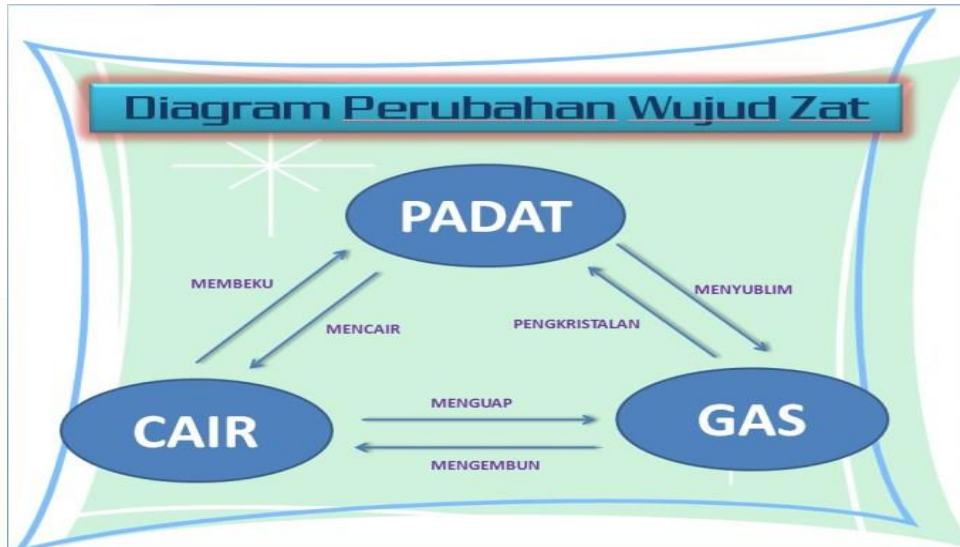 Diagram Perubahan Wujud Zat
PADAT
MEMBEKU
MENYUBLIM
MENCAIR
PENGKRISTALAN
CAIR
MENGUAP
GAS
MENGEMBUN